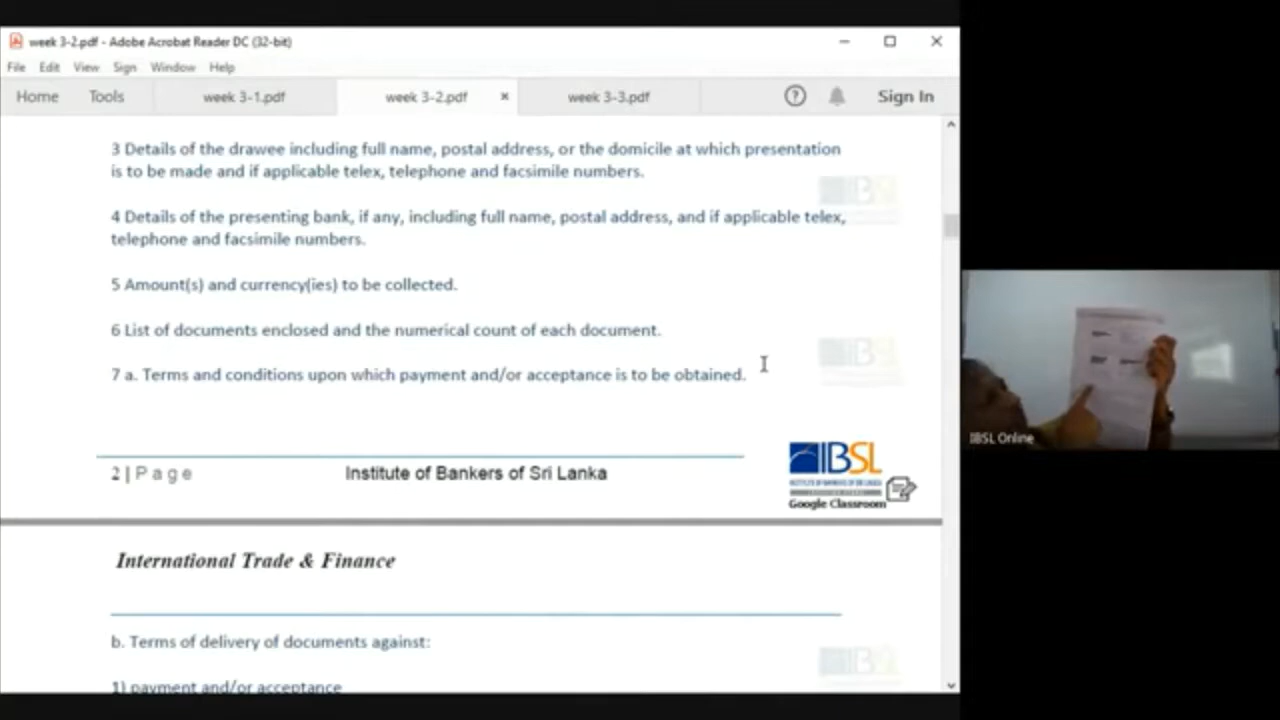 week 3-2.pdf - Adobe Acrobat Reader DC (32-bit)
File Edit View Sign Window Help
Home Tools week 3-1.pdf week 3-2.pdf × week 3-3.pdf ? Sign In
3 Details of the drawee including full name, postal address, or the domicile at which presentation
is to be made and if applicable telex, telephone and facsimile numbers.
4 Details of the presenting bank, if any, including full name, postal address, and if applicable telex,
telephone and facsimile numbers.
5 Amount(s) and currency(ies) to be collected.
6 List of documents enclosed and the numerical count of each document.
7 a. Terms and conditions upon which payment and/or acceptance is to be obtained.
2 | Page Institute of Bankers of Sri Lanka
IBSL
INSTITUTE OF BANKERS OF SRI LANKA
Google Classroom
International Trade & Finance
b. Terms of delivery of documents against:
1) payment and/or acceptance
IBSL Online